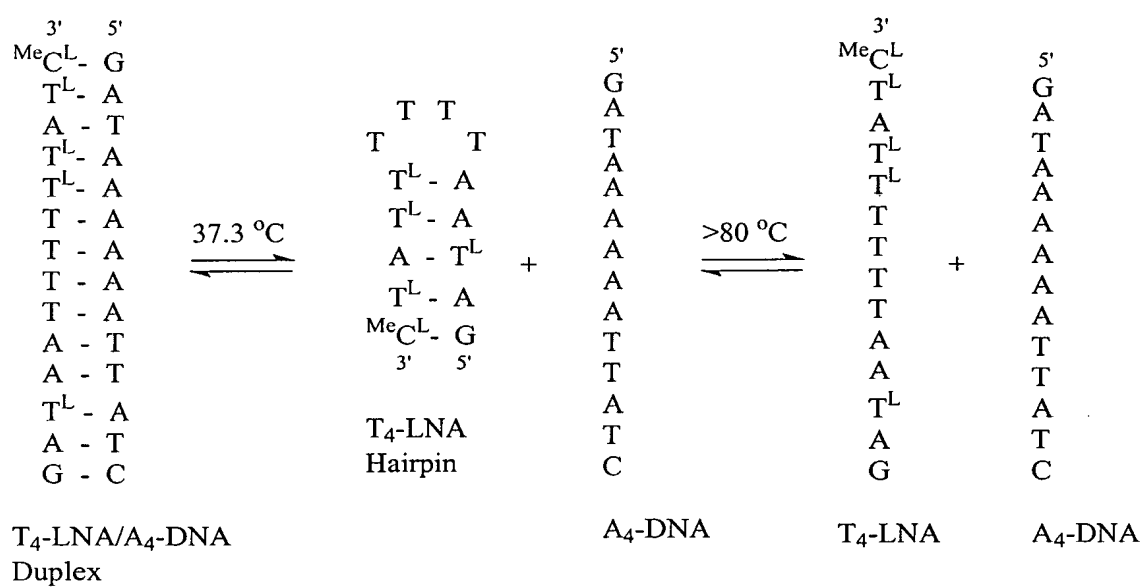 3' 5'
MeCL- G
TL- A
A - T
TL- A
TL- A
T - A
T - A
T - A
T - A
A - T
A - T
TL - A
A - T
G - C
T4-LNA/A4-DNA
Duplex
37.3 °C
T T
T T
TL - A
TL - A
A - TL
TL - A
MeCL- G
3' 5'
T4-LNA
Hairpin
+
5'
G
A
T
A
A
A
A
A
A
T
T
A
T
C
A4-DNA
>80 °C
3'
MeCL
TL
A
TL
TL
T
T
T
T
A
A
TL
A
G
T4-LNA
+
5'
G
A
T
A
A
A
A
A
A
T
T
A
T
C
A4-DNA